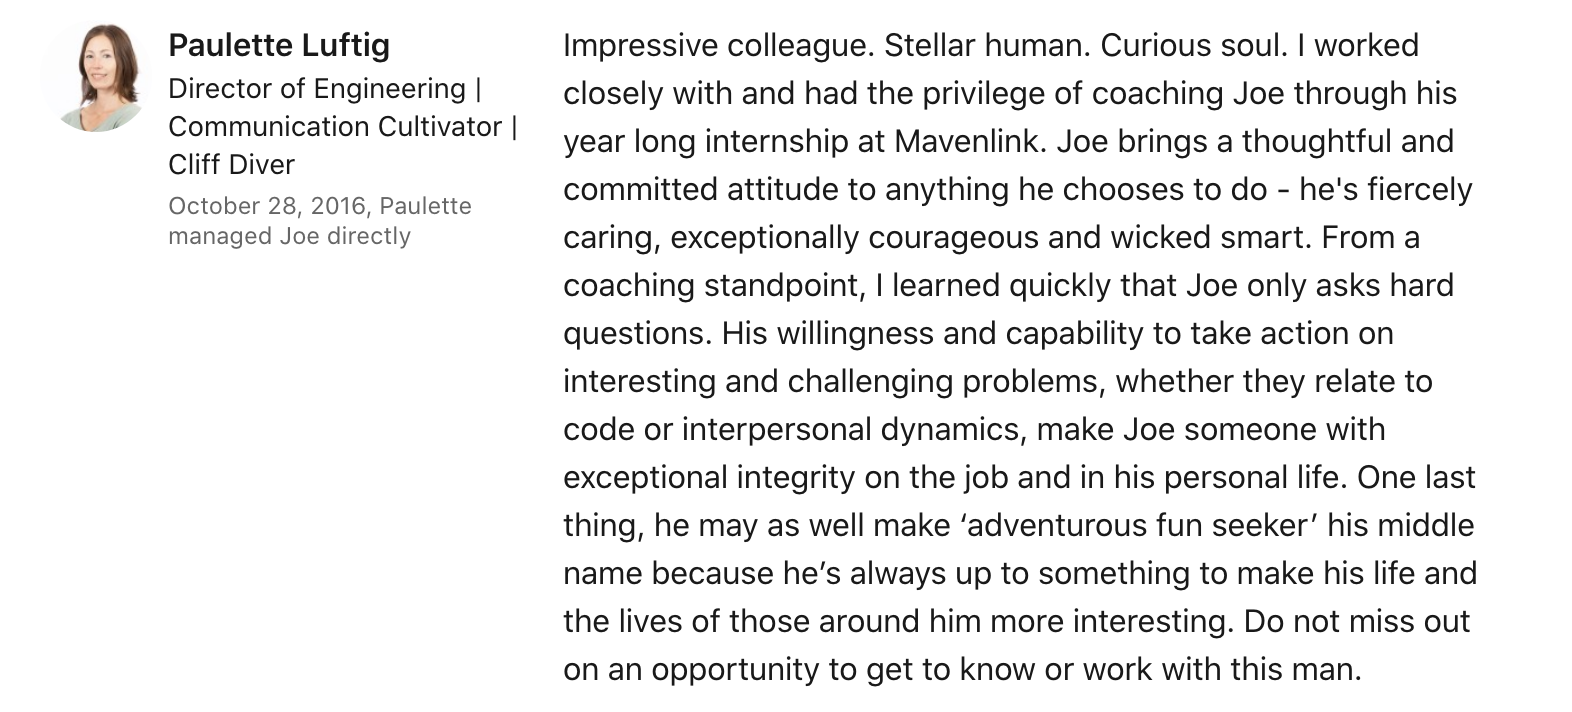 Paulette Luftig
Director of Engineering |
Communication Cultivator |
Cliff Diver
October 28, 2016, Paulette
managed Joe directly
Impressive colleague. Stellar human. Curious soul. I worked
closely with and had the privilege of coaching Joe through his
year long internship at Mavenlink. Joe brings a thoughtful and
committed attitude to anything he chooses to do - he's fiercely
caring, exceptionally courageous and wicked smart. From a
coaching standpoint, I learned quickly that Joe only asks hard
questions. His willingness and capability to take action on
interesting and challenging problems, whether they relate to
code or interpersonal dynamics, make Joe someone with
exceptional integrity on the job and in his personal life. One last
thing, he may as well make ‘adventurous fun seeker’ his middle
name because he’s always up to something to make his life and
the lives of those around him more interesting. Do not miss out
on an opportunity to get to know or work with this man.